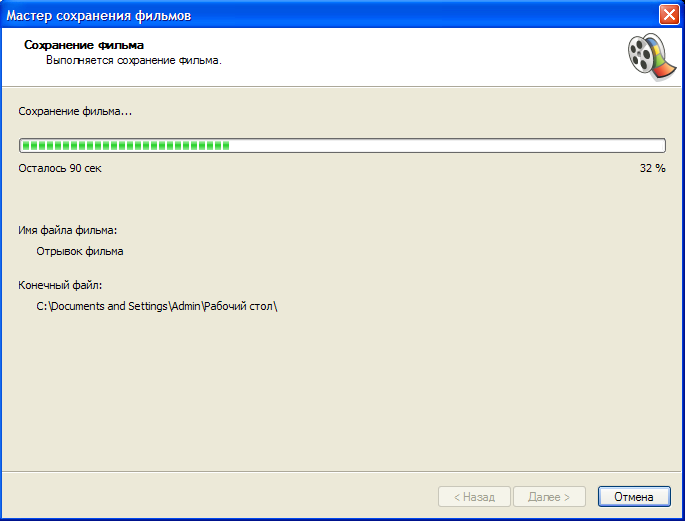 Мастер сохранения фильмов
Сохранение фильма
Выполняется сохранение фильма.
Сохранение фильма...
Осталось 90 сек
32 %
Имя файла фильма:
Отрывок фильма
Конечный файл:
C:\Documents and Settings\Admin\Рабочий стол\
< Назад
Далее >
Отмена